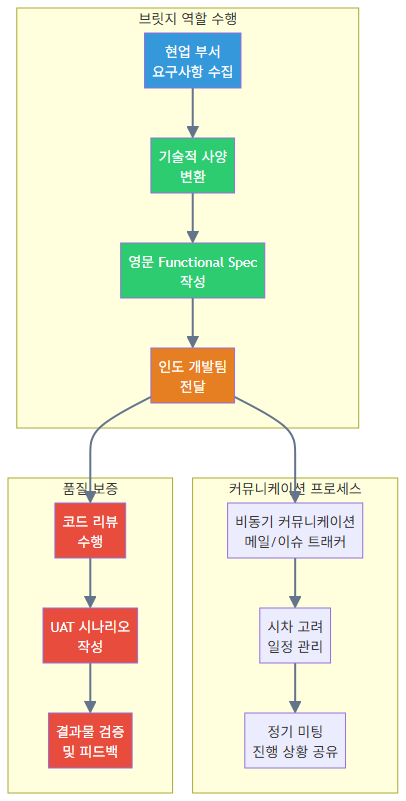 브릿지 역할 수행
현업 부서
요구사항 수집
기술적 사양
변환
영문 Functional Spec
작성
인도 개발팀
전달
품질 보증
코드 리뷰
수행
UAT 시나리오
작성
결과물 검증
및 피드백
커뮤니케이션 프로세스
비동기 커뮤니케이션
메일/이슈 트래커
시차 고려
일정 관리
정기 미팅
진행 상황 공유